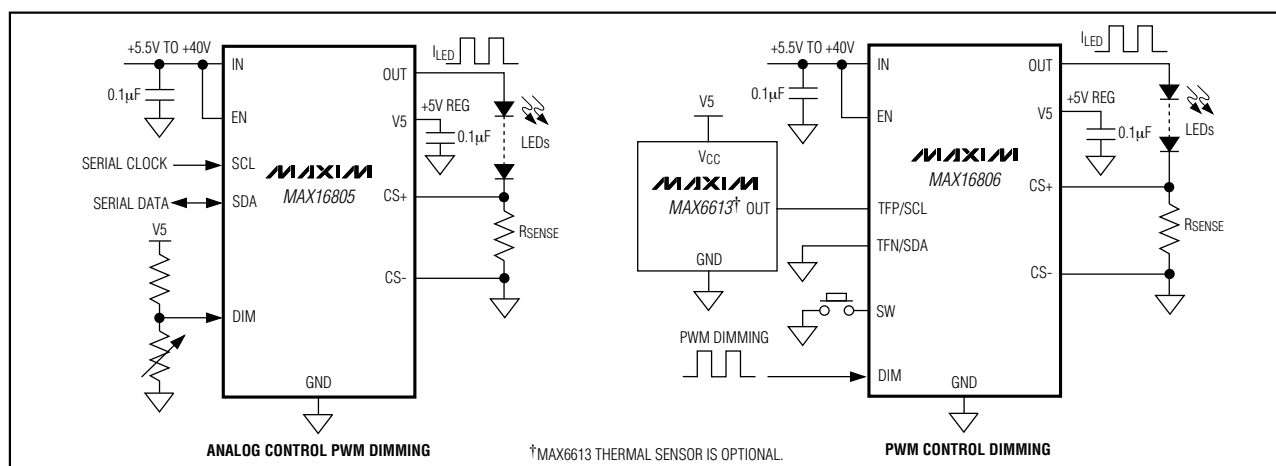 +5.5V TO +40V
IN
EN
0.1µF
SERIAL CLOCK
SCL
SERIAL DATA
SDA
V5
DIM
GND
MAXIM
MAX16805
OUT
V5
CS+
CS-
ILED
+5V REG
0.1µF
LEDs
RSENSE
ANALOG CONTROL PWM DIMMING
+5.5V TO +40V
IN
EN
0.1µF
V5
VCC
MAXIM
MAX6613† OUT
GND
TFP/SCL
TFN/SDA
SW
PWM DIMMING
DIM
GND
MAXIM
MAX16806
OUT
V5
CS+
CS-
ILED
+5V REG
0.1µF
LEDs
RSENSE
PWM CONTROL DIMMING
†MAX6613 THERMAL SENSOR IS OPTIONAL.